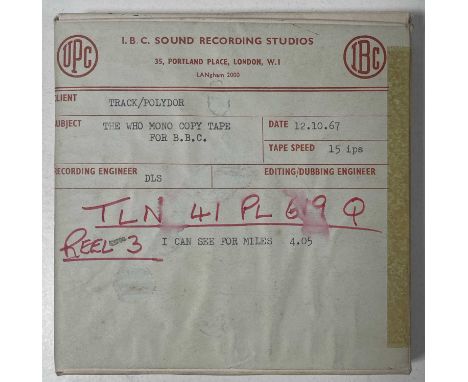 UPC
I.B.C. SOUND RECORDING STUDIOS
IBC
35, PORTLAND PLACE, LONDON, W.1
LANgham 2000
CLIENT TRACK/POLYDOR
SUBJECT THE WHO MONO COPY TAPE
FOR B.B.C.
DATE 12.10.67
TAPE SPEED 15 ips
RECORDING ENGINEER DLS
EDITING/DUBBING ENGINEER
TLN 41 PL 619 Q
REEL 3 I CAN SEE FOR MILES 4.05